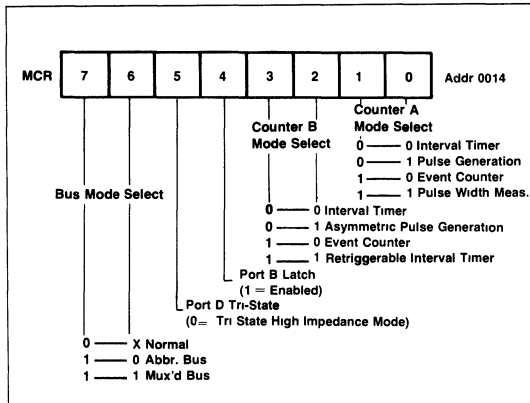 MCR 7 6 5 4 3 2 1 0 Addr 0014
Counter A
Mode Select
0 0 Interval Timer
0 1 Pulse Generation
1 0 Event Counter
1 1 Pulse Width Meas.
Counter B
Mode Select
0 0 Interval Timer
0 1 Asymmetric Pulse Generation
1 0 Event Counter
1 1 Retriggerable Interval Timer
Port B Latch
(1 = Enabled)
Port D Tri-State
(0= Tri State High Impedance Mode)
Bus Mode Select
0 X Normal
1 0 Abbr. Bus
1 1 Mux'd Bus